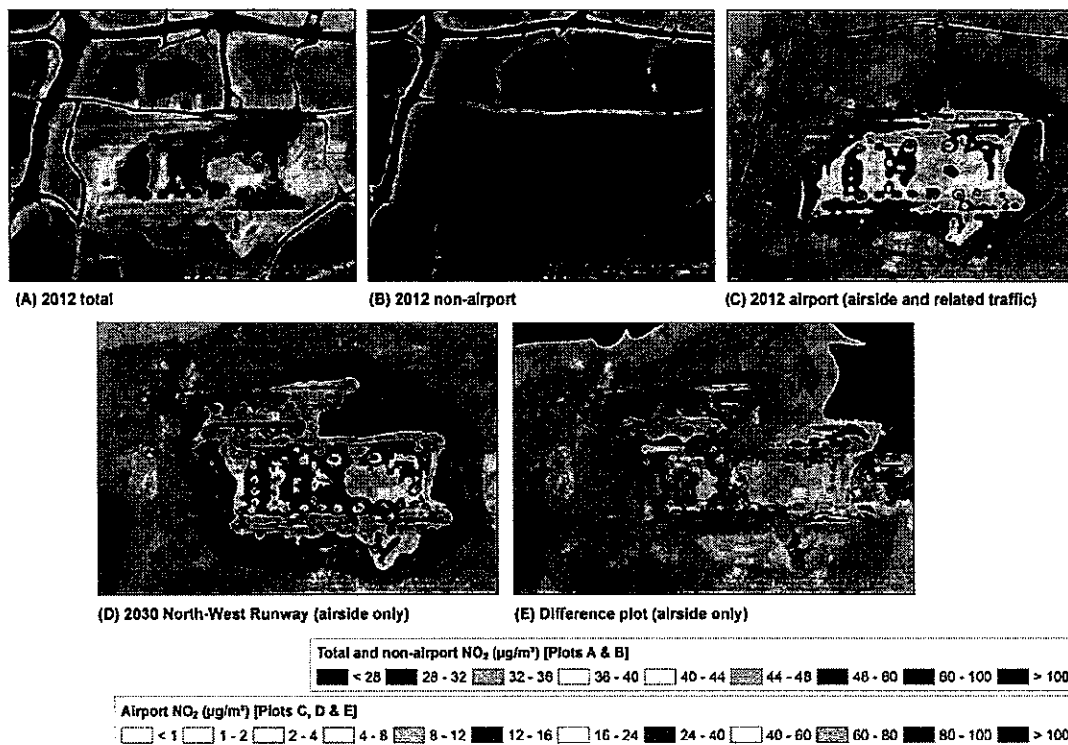 (A) 2012 total
(B) 2012 non-airport
(C) 2012 airport (airside and related traffic)
(D) 2030 North-West Runway (airside only)
(E) Difference plot (airside only)
Total and non-airport NO₂ (µg/m³) [Plots A & B]
< 28 28 - 32 32 - 36 36 - 40 40 - 44 44 - 48 48 - 60 60 - 100 > 100
Airport NO₂ (µg/m³) [Plots C, D & E]
< 1 1 - 2 2 - 4 4 - 8 8 - 12 12 - 16 16 - 24 24 - 40 40 - 60 60 - 80 80 - 100 > 100